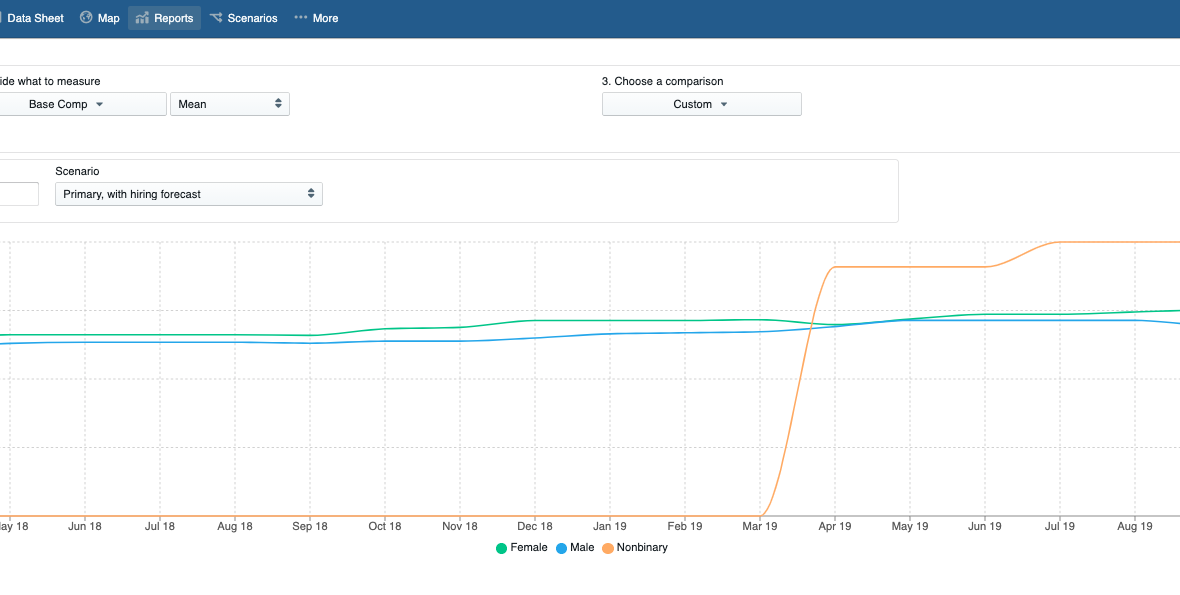 Data Sheet Map Reports Scenarios More
ide what to measure 3. Choose a comparison
Base Comp Mean Custom
Scenario
Primary, with hiring forecast
ay 18 Jun 18 Jul 18 Aug 18 Sep 18 Oct 18 Nov 18 Dec 18 Jan 19 Feb 19 Mar 19 Apr 19 May 19 Jun 19 Jul 19 Aug 19
Female Male Nonbinary